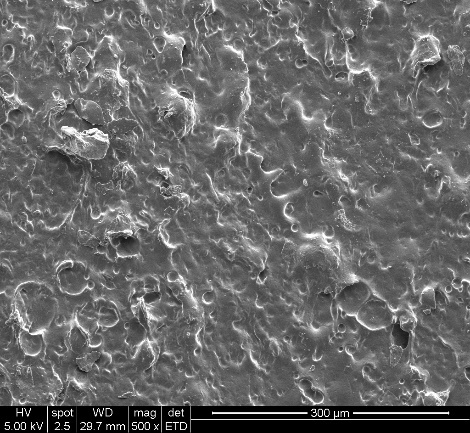 HV spot WD mag det
5.00 kV 2.5 29.7 mm 500 x ETD 300 µm